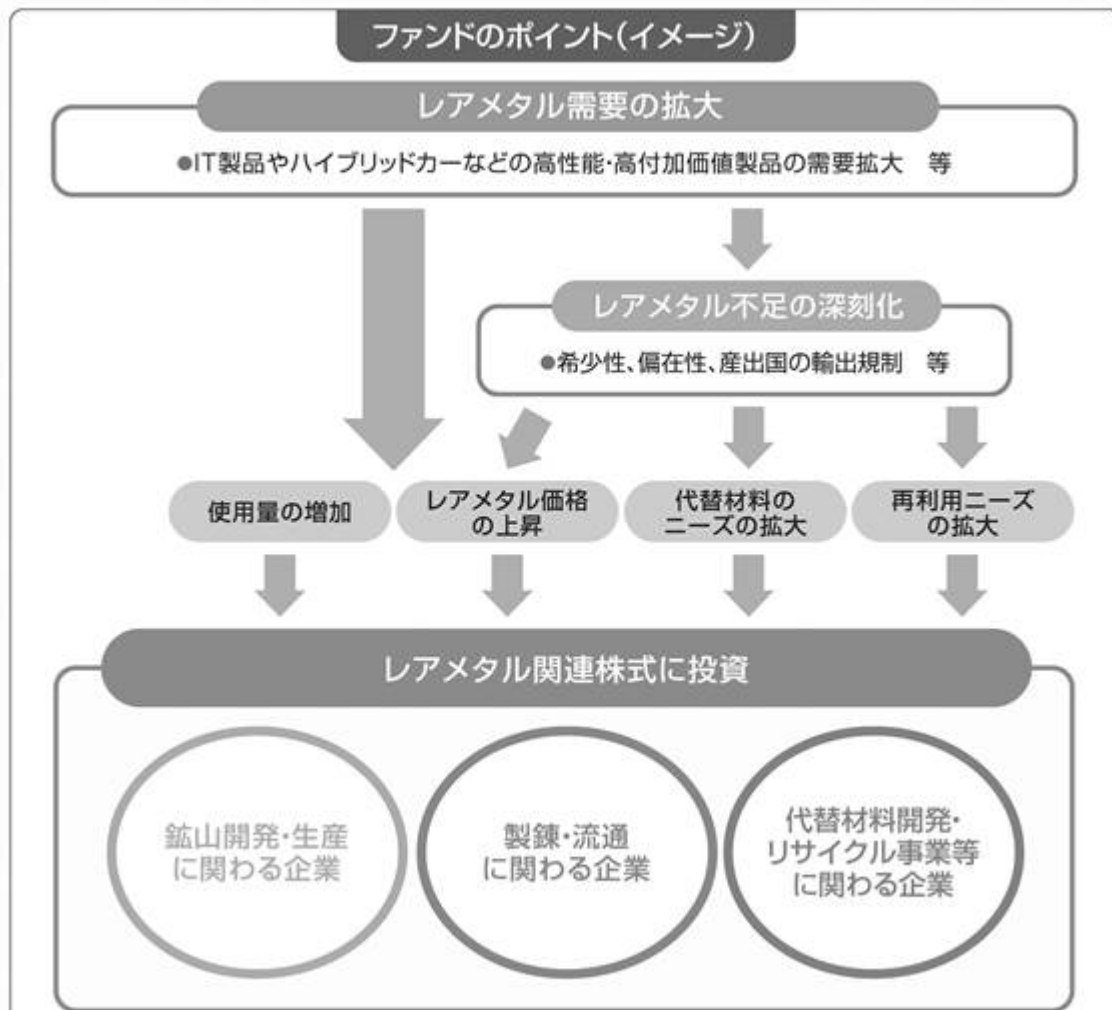 ファンドのポイント（イメージ）
レアメタル需要の拡大
●IT製品やハイブリッドカーなどの高性能・高付加価値製品の需要拡大　等
レアメタル不足の深刻化
●希少性、偏在性、産出国の輸出規制　等
使用量の増加
レアメタル価格
の上昇
代替材料の
ニーズの拡大
再利用ニーズ
の拡大
レアメタル関連株式に投資
鉱山開発・生産
に関わる企業
製錬・流通
に関わる企業
代替材料開発・
リサイクル事業等
に関わる企業